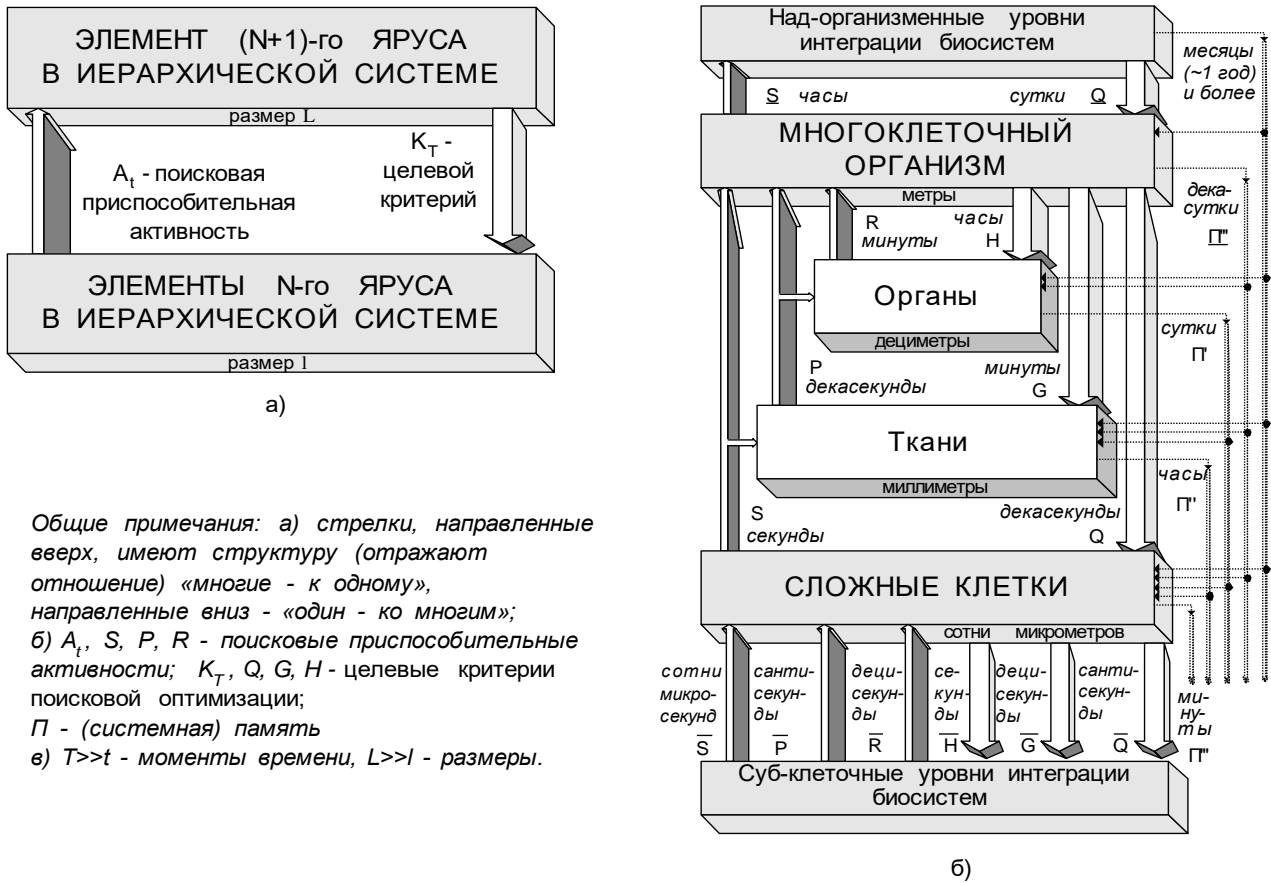 ЭЛЕМЕНТ (N+1)-го ЯРУСА
В ИЕРАРХИЧЕСКОЙ СИСТЕМЕ
размер L
A_t - поисковая
приспособительная
активность
K_T -
целевой
критерий
ЭЛЕМЕНТЫ N-го ЯРУСА
В ИЕРАРХИЧЕСКОЙ СИСТЕМЕ
размер l
а)
Общие примечания: а) стрелки, направленные
вверх, имеют структуру (отражают
отношение) «многие - к одному»,
направленные вниз - «один - ко многим»;
б) A_t, S, P, R - поисковые приспособительные
активности; K_T, Q, G, H - целевые критерии
поисковой оптимизации;
П - (системная) память
в) T>>t - моменты времени, L>>l - размеры.
Над-организменные уровни
интеграции биосистем
месяцы
(~1 год)
и более
S часы
сутки Q
МНОГОКЛЕТОЧНЫЙ
ОРГАНИЗМ
метры
дека-
сутки
П'''
R
минуты
часы
H
Органы
дециметры
сутки
П'
P
декасекунды
минуты
G
Ткани
миллиметры
часы
П''
S
секунды
декасекунды
Q
СЛОЖНЫЕ КЛЕТКИ
сотни микрометров
сотни
микро-
секунд
S̅
санти-
секун-
ды
P̅
деци-
секун-
ды
R̅
се-
кун-
ды
H̅
деци-
секун-
ды
G̅
санти-
секун-
ды
Q̅
ми-
ну-
ты
П'''
Суб-клеточные уровни интеграции
биосистем
б)